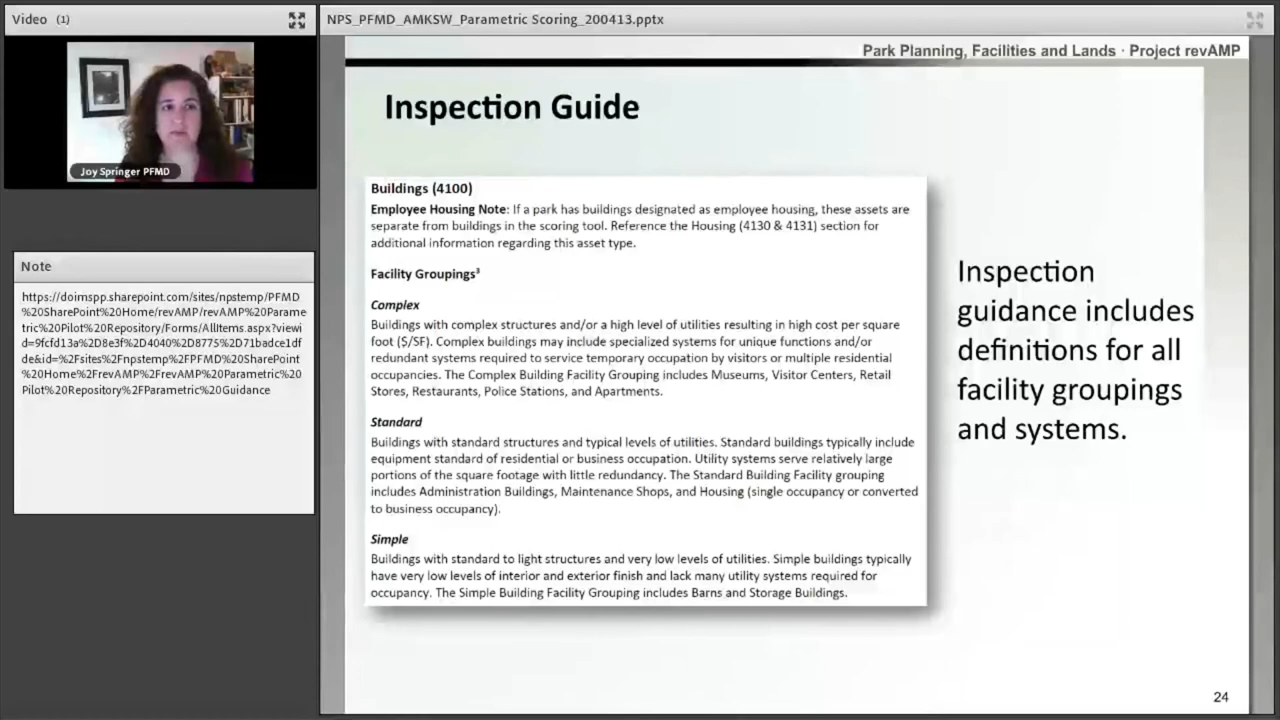 Video (1)
NPS_PFMD_AMKSW_Parametric Scoring_200413.pptx
Joy Springer PFMD
Note
https://doimspp.sharepoint.com/sites/npstemp/PFMD
%20SharePoint%20Home/revAMP/revAMP%20Parame
tric%20Pilot%20Repository/Forms/AllItems.aspx?viewi
d=9fcfd13a%2D8e3f%2D4040%2D8775%2D71badce1df
de&id=%2Fsites%2Fnpstemp%2FPFMD%20SharePoint
%20Home%2FrevAMP%2FrevAMP%20Parametric%20
Pilot%20Repository%2FParametric%20Guidance
Park Planning, Facilities and Lands · Project revAMP
Inspection Guide
Buildings (4100)
Employee Housing Note: If a park has buildings designated as employee housing, these assets are
separate from buildings in the scoring tool. Reference the Housing (4130 & 4131) section for
additional information regarding this asset type.
Facility Groupings³
Complex
Buildings with complex structures and/or a high level of utilities resulting in high cost per square
foot ($/SF). Complex buildings may include specialized systems for unique functions and/or
redundant systems required to service temporary occupation by visitors or multiple residential
occupancies. The Complex Building Facility Grouping includes Museums, Visitor Centers, Retail
Stores, Restaurants, Police Stations, and Apartments.
Standard
Buildings with standard structures and typical levels of utilities. Standard buildings typically include
equipment standard of residential or business occupation. Utility systems serve relatively large
portions of the square footage with little redundancy. The Standard Building Facility grouping
includes Administration Buildings, Maintenance Shops, and Housing (single occupancy or converted
to business occupancy).
Simple
Buildings with standard to light structures and very low levels of utilities. Simple buildings typically
have very low levels of interior and exterior finish and lack many utility systems required for
occupancy. The Simple Building Facility Grouping includes Barns and Storage Buildings.
Inspection
guidance includes
definitions for all
facility groupings
and systems.
24